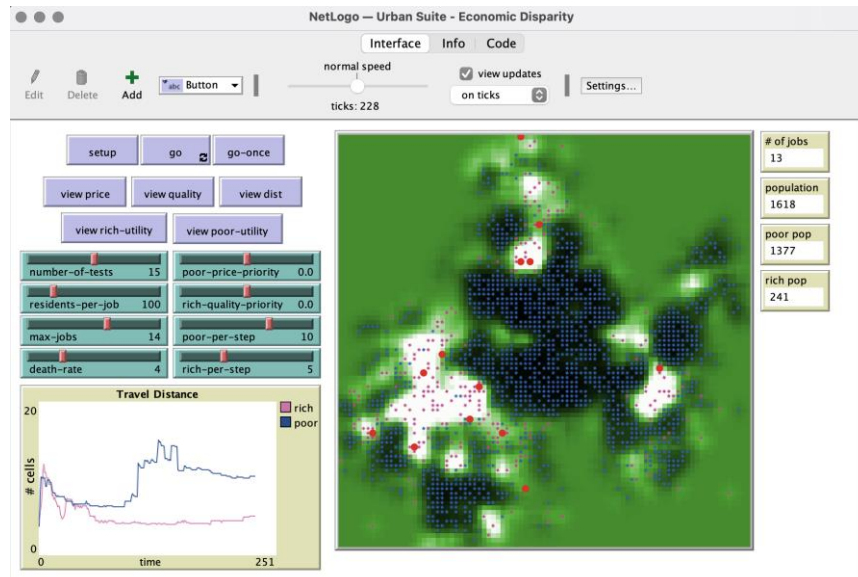 NetLogo — Urban Suite - Economic Disparity
Interface Info Code
Edit Delete Add abc Button
normal speed
ticks: 228
view updates
on ticks
Settings...
setup go go-once
view price view quality view dist
view rich-utility view poor-utility
number-of-tests 15 poor-price-priority 0.0
residents-per-job 100 rich-quality-priority 0.0
max-jobs 14 poor-per-step 10
death-rate 4 rich-per-step 5
Travel Distance
20
# cells
0
0 time 251
rich
poor
# of jobs
13
population
1618
poor pop
1377
rich pop
241